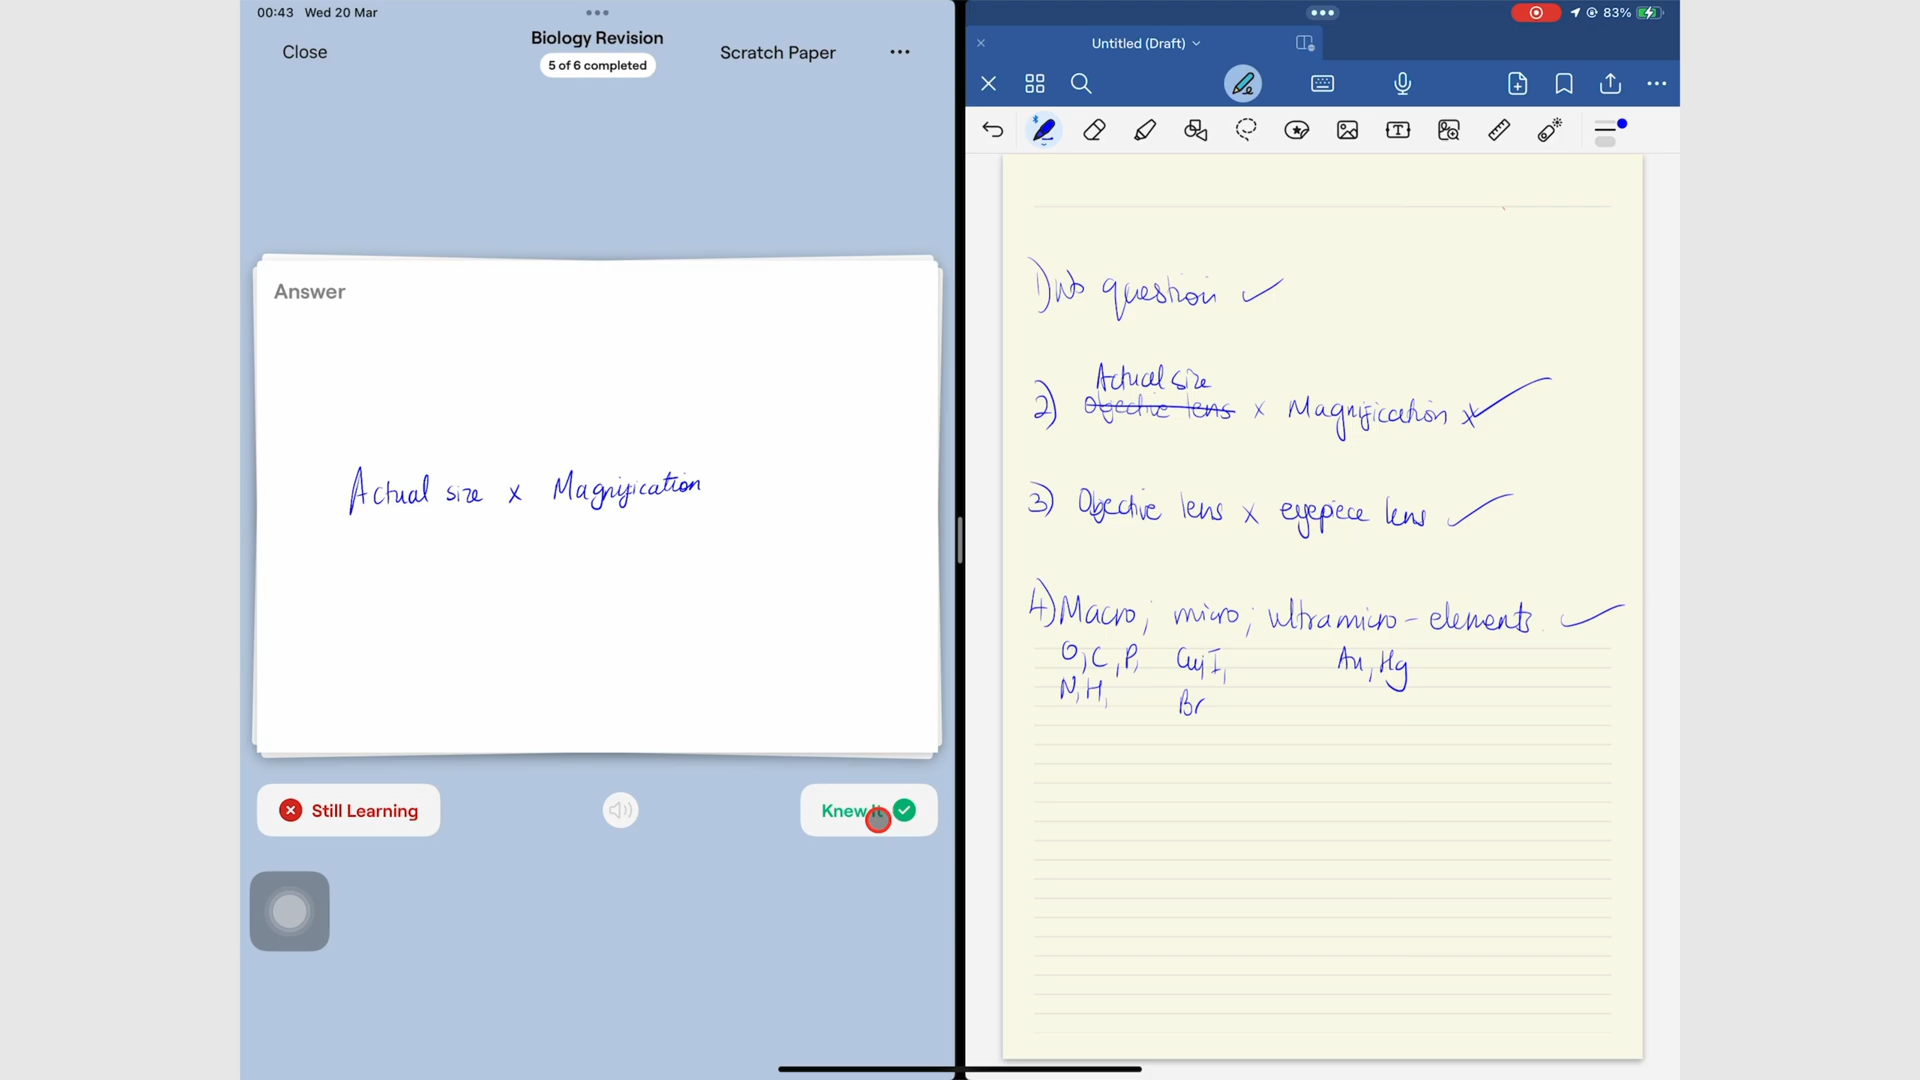 00:43 Wed 20 Mar
Close
Biology Revision
5 of 6 completed
Scratch Paper
Answer
Actual size x Magnification
Still Learning
Knew It
83%
Untitled (Draft)
1) No question ✓
Actual size
2) Objective lens x Magnification x ✓
3) Objective lens x eyepiece lens ✓
4) Macro; micro; ultramicro-elements. ✓
O, C, P, Cu, I, Au, Hg
N, H, Br